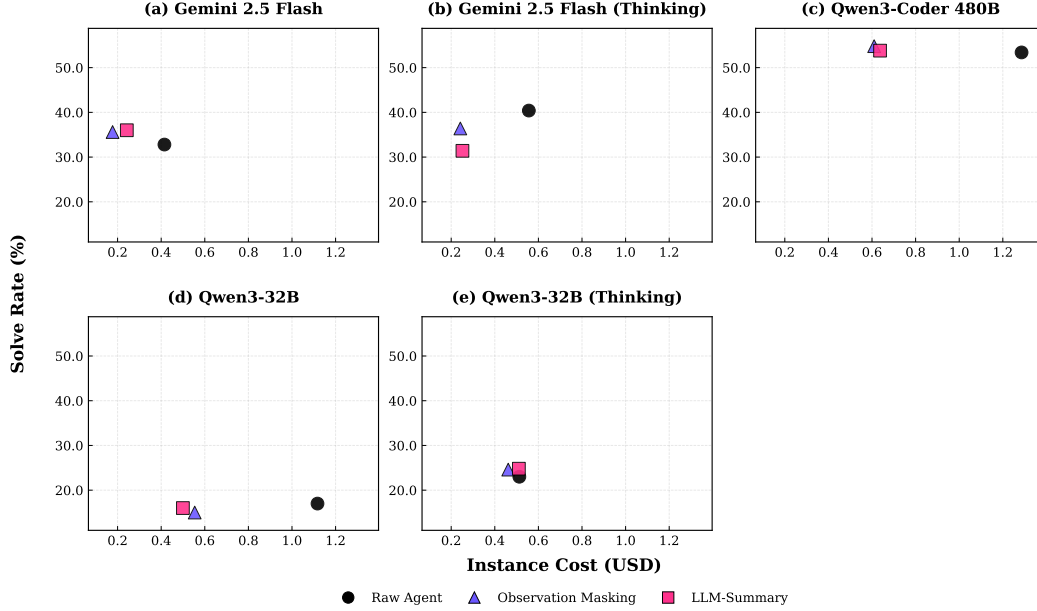 (a) Gemini 2.5 Flash
(b) Gemini 2.5 Flash (Thinking)
(c) Qwen3-Coder 480B
50.0
40.0
30.0
20.0
0.2 0.4 0.6 0.8 1.0 1.2
50.0
40.0
30.0
20.0
0.2 0.4 0.6 0.8 1.0 1.2
50.0
40.0
30.0
20.0
0.2 0.4 0.6 0.8 1.0 1.2
Solve Rate (%)
(d) Qwen3-32B
(e) Qwen3-32B (Thinking)
50.0
40.0
30.0
20.0
0.2 0.4 0.6 0.8 1.0 1.2
50.0
40.0
30.0
20.0
0.2 0.4 0.6 0.8 1.0 1.2
Instance Cost (USD)
Raw Agent Observation Masking LLM-Summary